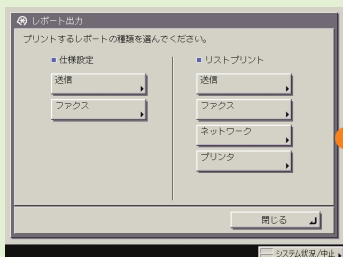 レポート出力
プリントするレポートの種類を選んでください。
仕様設定
送信
ファクス
リストプリント
送信
ファクス
ネットワーク
プリンタ
閉じる
システム状況/中止